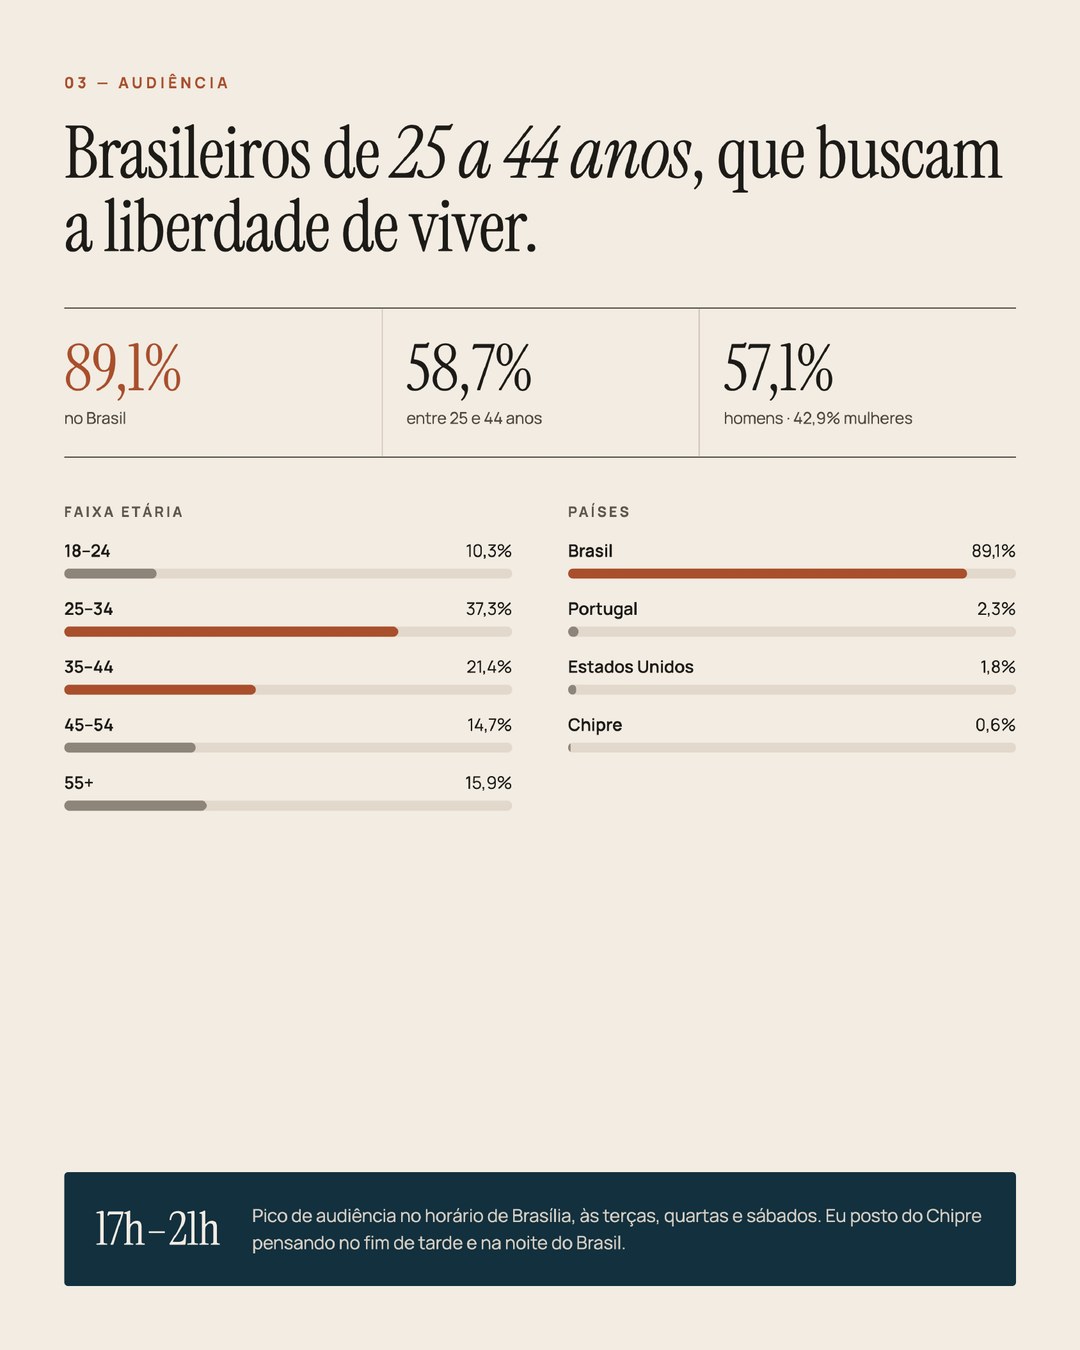 03 — AUDIÊNCIA
Brasileiros de 25 a 44 anos, que buscam
a liberdade de viver.
89,1%
no Brasil
58,7%
entre 25 e 44 anos
57,1%
homens · 42,9% mulheres
FAIXA ETÁRIA
18–24 10,3%
25–34 37,3%
35–44 21,4%
45–54 14,7%
55+ 15,9%
PAÍSES
Brasil 89,1%
Portugal 2,3%
Estados Unidos 1,8%
Chipre 0,6%
17h–21h
Pico de audiência no horário de Brasília, às terças, quartas e sábados. Eu posto do Chipre
pensando no fim de tarde e na noite do Brasil.